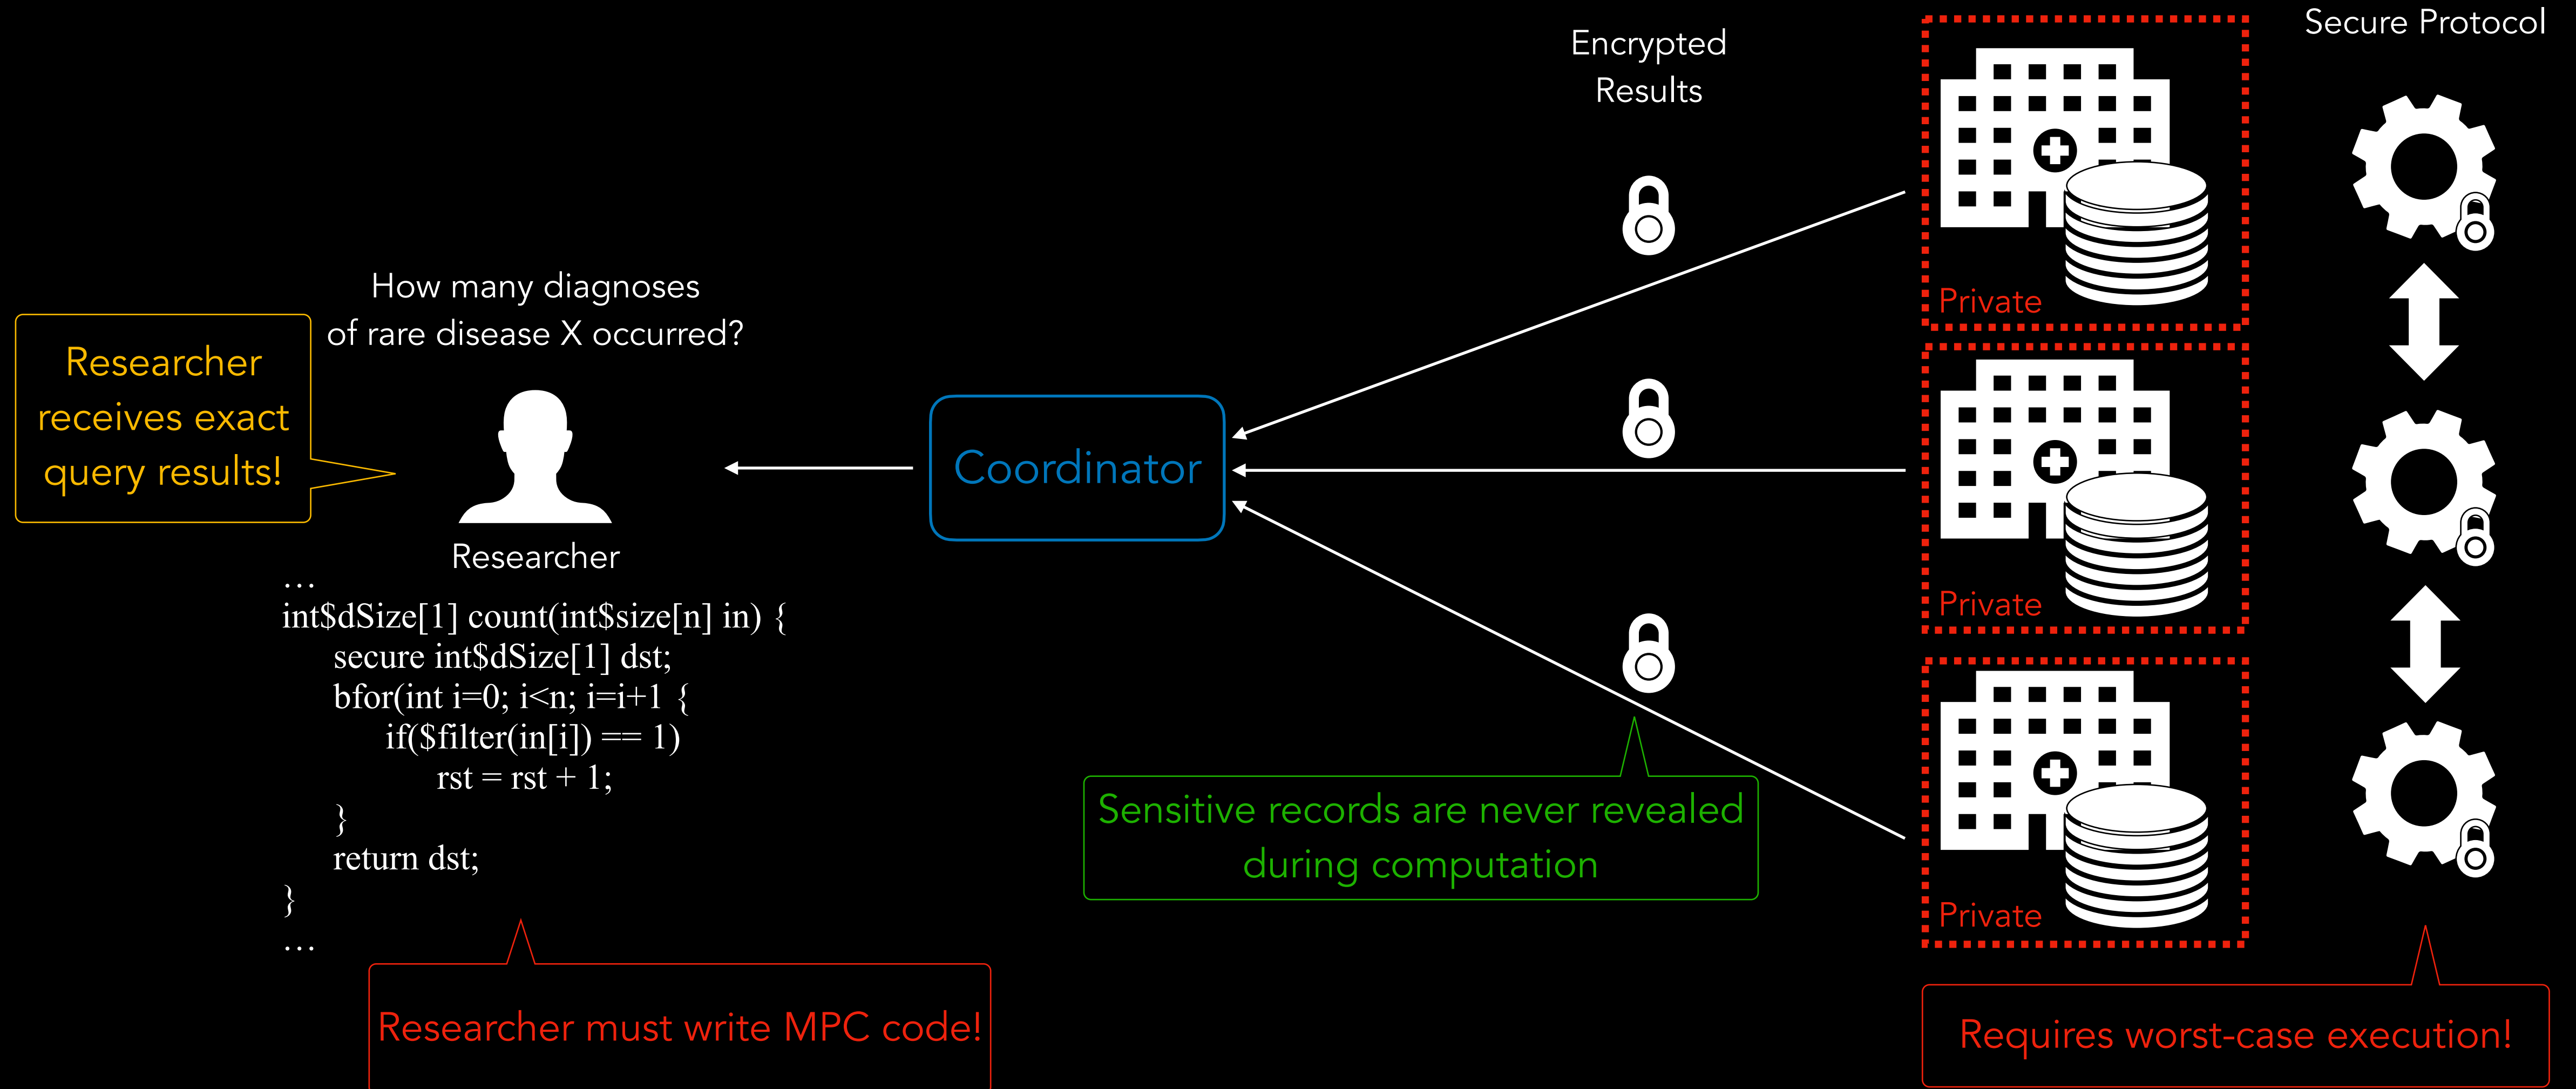 Secure Protocol
Encrypted
Results
How many diagnoses
of rare disease X occurred?
Researcher
receives exact
query results!
Coordinator
Researcher
…
int$dSize[1] count(int$size[n] in) {
secure int$dSize[1] dst;
bfor(int i=0; i<n; i=i+1 {
if($filter(in[i]) == 1)
rst = rst + 1;
}
return dst;
}
…
Researcher must write MPC code!
Sensitive records are never revealed
during computation
Private
Private
Private
Requires worst-case execution!